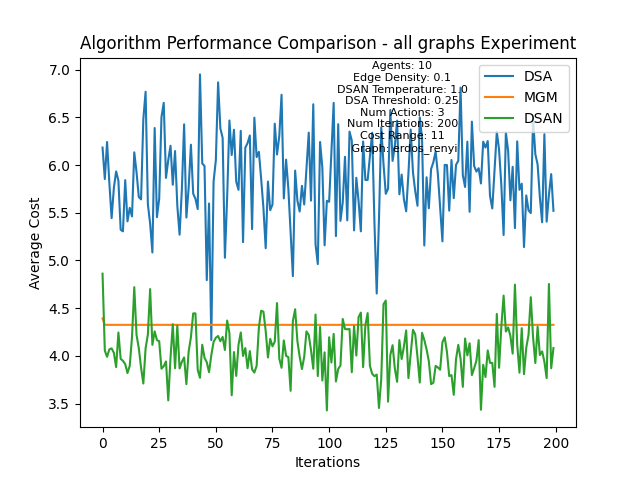 Algorithm Performance Comparison - all graphs Experiment
Agents: 10
Edge Density: 0.1
DSAN Temperature: 1.0
DSA Threshold: 0.25
Num Actions: 3
Num Iterations: 200
Cost Range: 11
Graph: erdos_renyi
DSA
MGM
DSAN
Average Cost
7.0
6.5
6.0
5.5
5.0
4.5
4.0
3.5
0 25 50 75 100 125 150 175 200
Iterations